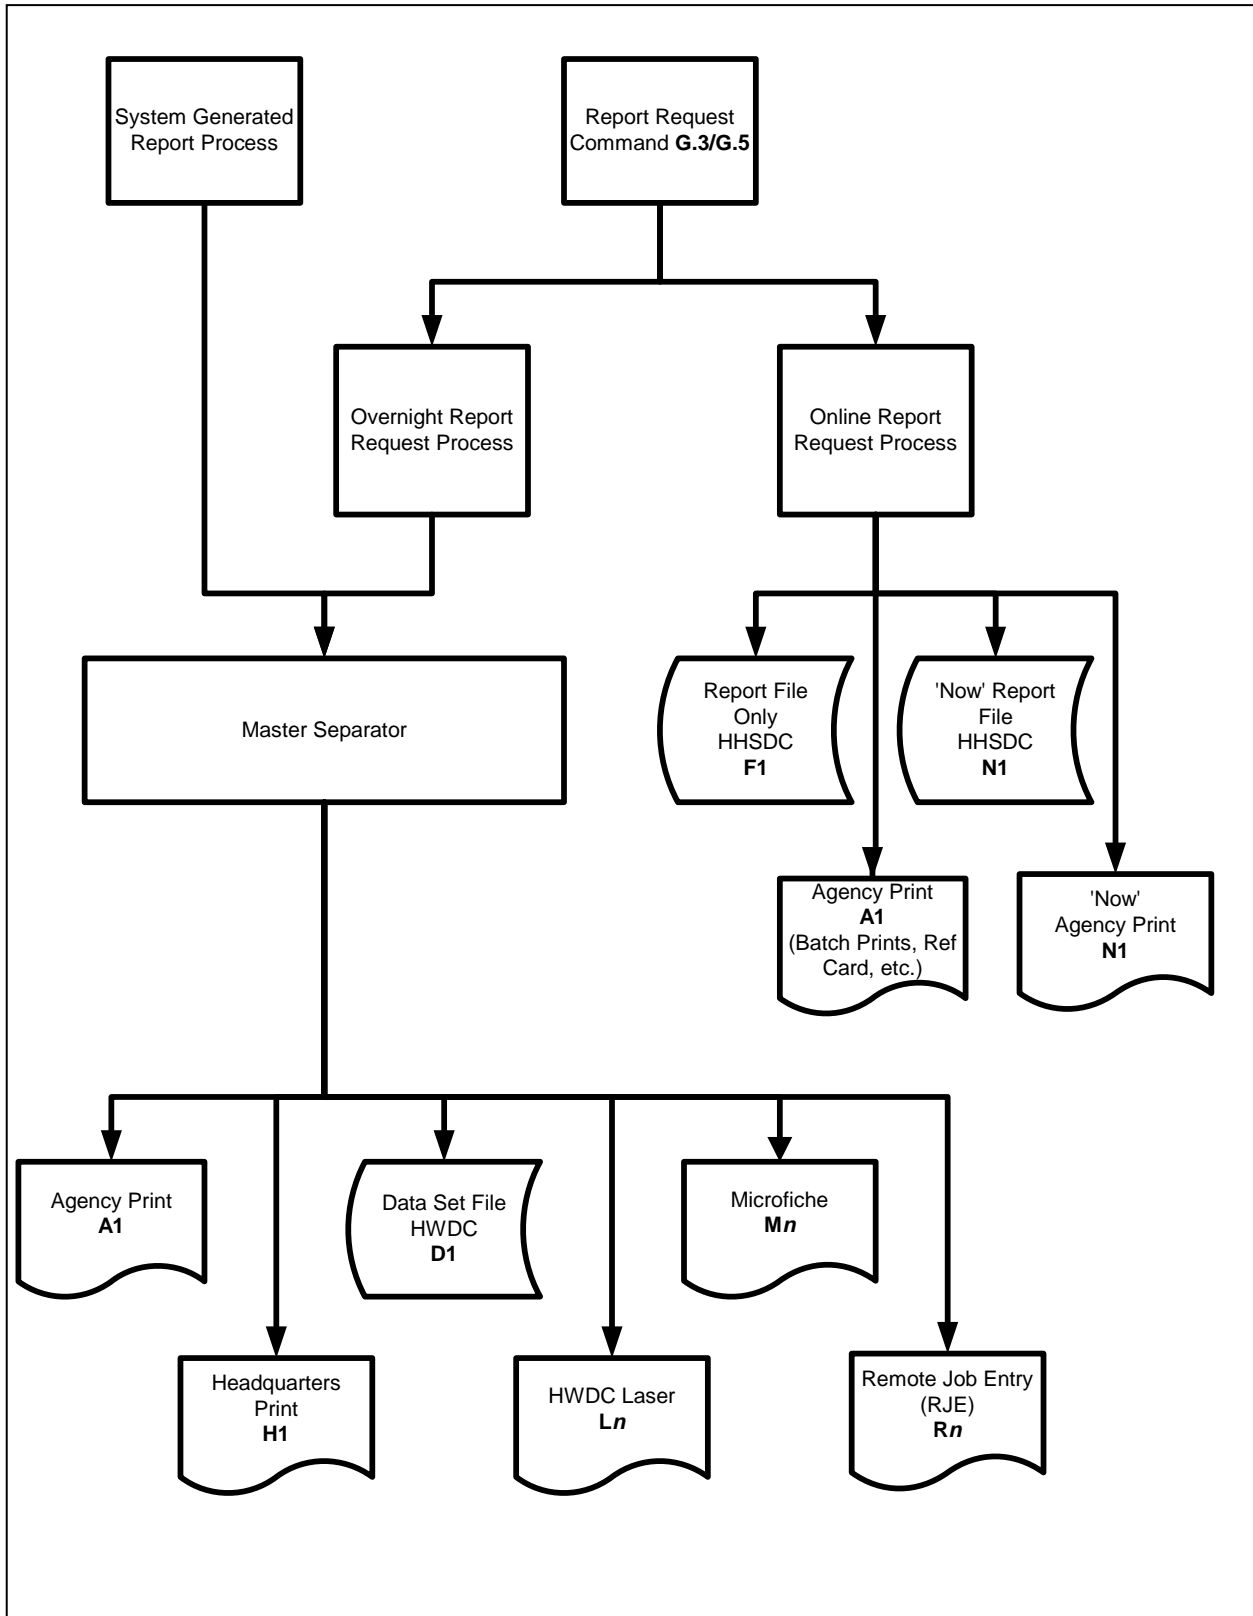 System Generated
Report Process
Report Request
Command G.3/G.5
Overnight Report
Request Process
Online Report
Request Process
Master Separator
Report File
Only
HHSDC
F1
'Now' Report
File
HHSDC
N1
Agency Print
A1
(Batch Prints, Ref
Card, etc.)
'Now'
Agency Print
N1
Agency Print
A1
Data Set File
HWDC
D1
Microfiche
Mn
Headquarters
Print
H1
HWDC Laser
Ln
Remote Job Entry
(RJE)
Rn